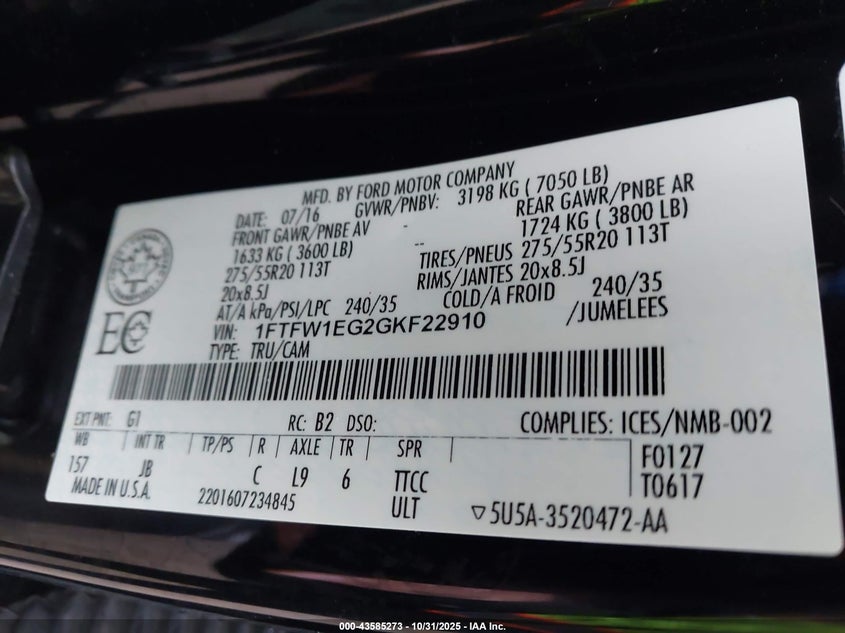 MFD. BY FORD MOTOR COMPANY
DATE: 07/16 GVWR/PNBV: 3198 KG ( 7050 LB)
FRONT GAWR/PNBE AV - REAR GAWR/PNBE AR
1633 KG ( 3600 LB) -- 1724 KG ( 3800 LB)
275/55R20 113T TIRES/PNEUS 275/55R20 113T
20x8.5J RIMS/JANTES 20x8.5J
AT/A kPa/PSI/LPC 240/35 COLD/A FROID 240/35
VIN: 1FTFW1EG2GKF22910 /JUMELEES
TYPE: TRU/CAM
EC
EXT PNT: G1 RC: B2 DSO: COMPLIES: ICES/NMB-002
WB INT TR TP/PS R AXLE TR SPR F0127
157 JB C L9 6 TTCC T0617
MADE IN U.S.A. 2201607234845 ULT ▽5U5A-3520472-AA
000-43585273 - 10/31/2025 - IAA Inc.